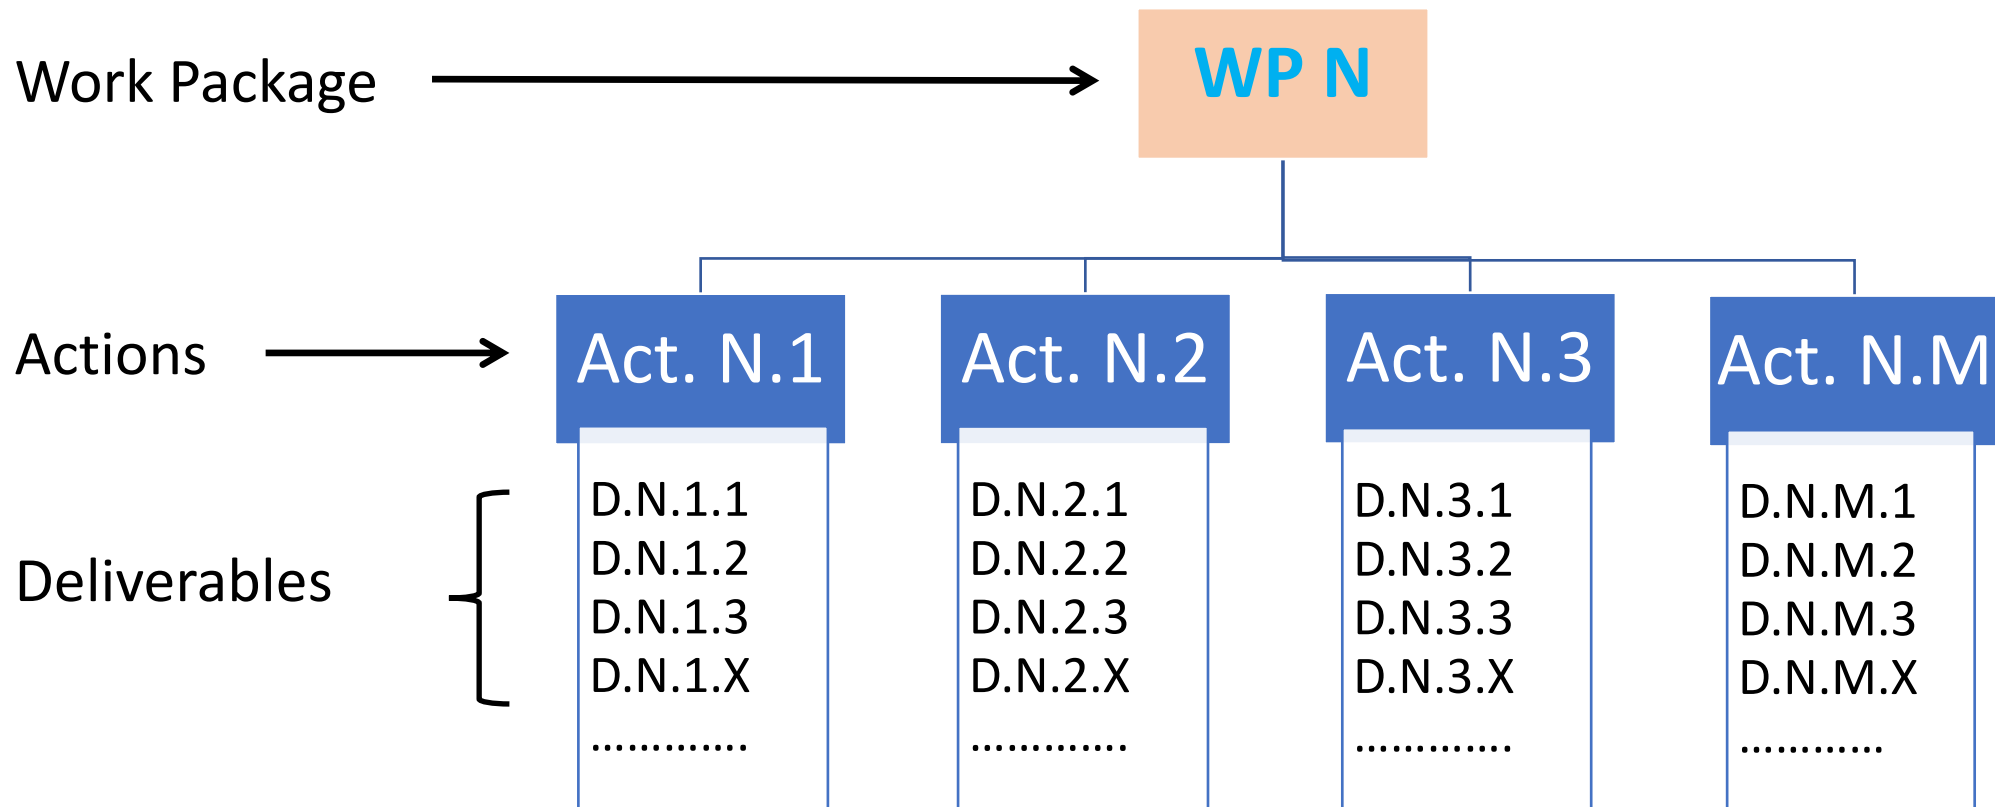 Work Package
WP N
Actions
Act. N.1
Act. N.2
Act. N.3
Act. N.M
Deliverables
D.N.1.1
D.N.1.2
D.N.1.3
D.N.1.X
.............
D.N.2.1
D.N.2.2
D.N.2.3
D.N.2.X
.............
D.N.3.1
D.N.3.2
D.N.3.3
D.N.3.X
.............
D.N.M.1
D.N.M.2
D.N.M.3
D.N.M.X
............